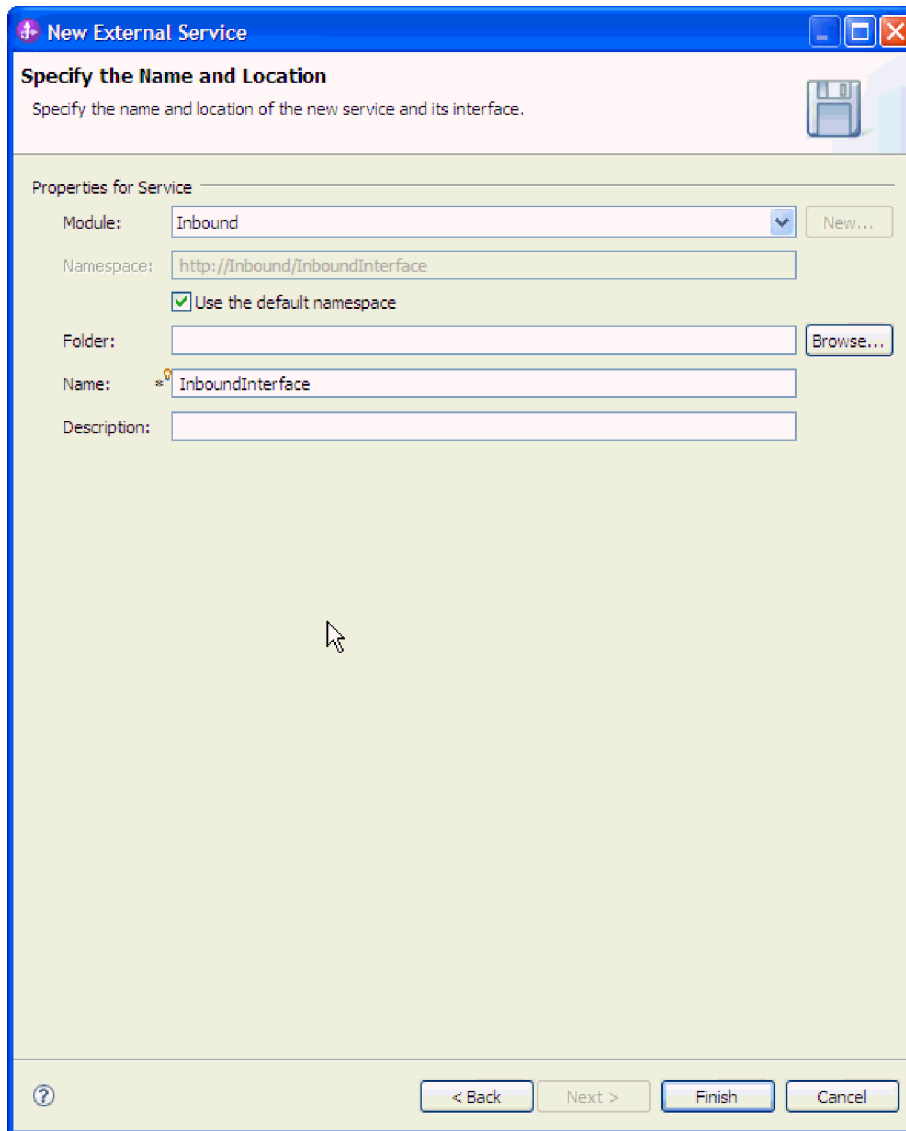 New External Service
Specify the Name and Location
Specify the name and location of the new service and its interface.
Properties for Service
Module: Inbound New...
Namespace: http://Inbound/InboundInterface
Use the default namespace
Folder: Browse...
Name: * InboundInterface
Description:
? < Back Next > Finish Cancel